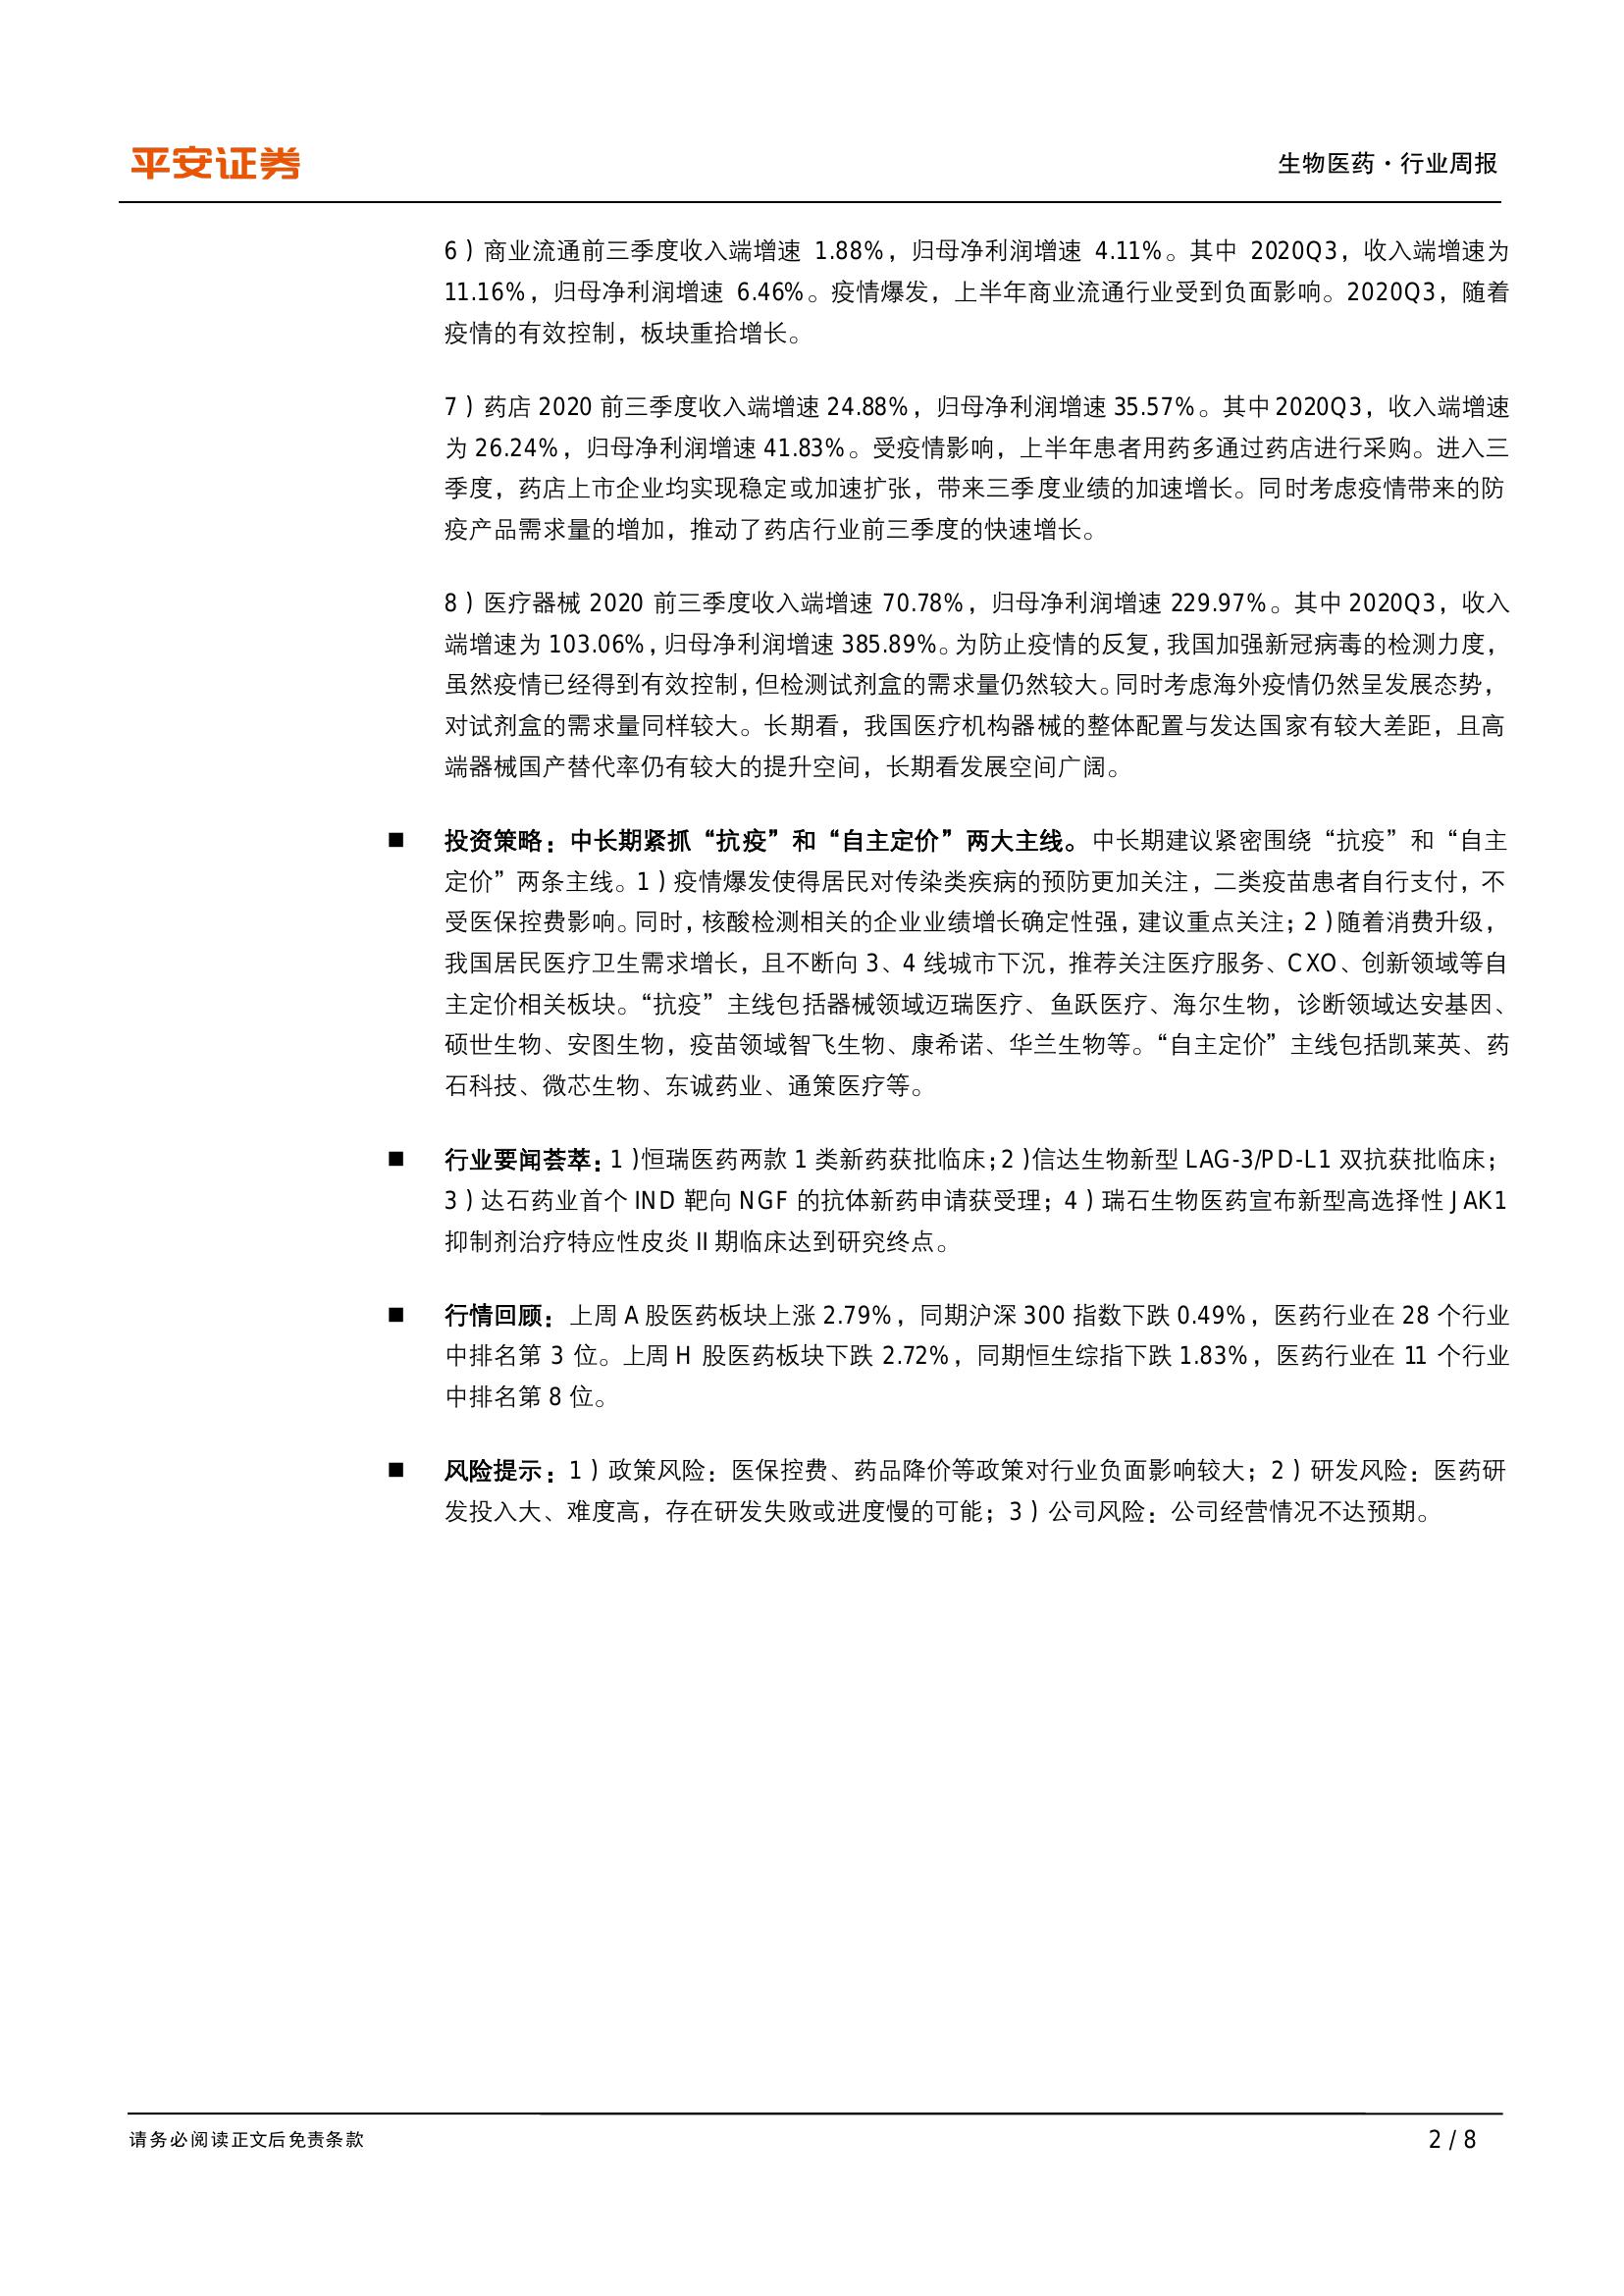 平安证券
生物医药·行业周报
6）商业流通前三季度收入端增速 1.88%，归母净利润增速 4.11%。其中 2020Q3，收入端增速为
11.16%，归母净利润增速 6.46%。疫情爆发，上半年商业流通行业受到负面影响。2020Q3，随着
疫情的有效控制，板块重拾增长。
7）药店 2020 前三季度收入端增速 24.88%，归母净利润增速 35.57%。其中 2020Q3，收入端增速
为 26.24%，归母净利润增速 41.83%。受疫情影响，上半年患者用药多通过药店进行采购。进入三
季度，药店上市企业均实现稳定或加速扩张，带来三季度业绩的加速增长。同时考虑疫情带来的防
疫产品需求量的增加，推动了药店行业前三季度的快速增长。
8）医疗器械 2020 前三季度收入端增速 70.78%，归母净利润增速 229.97%。其中 2020Q3，收入
端增速为 103.06%，归母净利润增速 385.89%。为防止疫情的反复，我国加强新冠病毒的检测力度，
虽然疫情已经得到有效控制，但检测试剂盒的需求量仍然较大。同时考虑海外疫情仍然呈发展态势，
对试剂盒的需求量同样较大。长期看，我国医疗机构器械的整体配置与发达国家有较大差距，且高
端器械国产替代率仍有较大的提升空间，长期看发展空间广阔。
■ 投资策略：中长期紧抓“抗疫”和“自主定价”两大主线。中长期建议紧密围绕“抗疫”和“自主
定价”两条主线。1）疫情爆发使得居民对传染类疾病的预防更加关注，二类疫苗患者自行支付，不
受医保控费影响。同时，核酸检测相关的企业业绩增长确定性强，建议重点关注；2）随着消费升级，
我国居民医疗卫生需求增长，且不断向 3、4 线城市下沉，推荐关注医疗服务、CXO、创新领域等自
主定价相关板块。“抗疫”主线包括器械领域迈瑞医疗、鱼跃医疗、海尔生物，诊断领域达安基因、
硕世生物、安图生物，疫苗领域智飞生物、康希诺、华兰生物等。“自主定价”主线包括凯莱英、药
石科技、微芯生物、东诚药业、通策医疗等。
■ 行业要闻荟萃：1）恒瑞医药两款 1 类新药获批临床；2）信达生物新型 LAG-3/PD-L1 双抗获批临床；
3）达石药业首个 IND 靶向 NGF 的抗体新药申请获受理；4）瑞石生物医药宣布新型高选择性 JAK1
抑制剂治疗特应性皮炎 II 期临床达到研究终点。
■ 行情回顾：上周 A 股医药板块上涨 2.79%，同期沪深 300 指数下跌 0.49%，医药行业在 28 个行业
中排名第 3 位。上周 H 股医药板块下跌 2.72%，同期恒生综指下跌 1.83%，医药行业在 11 个行业
中排名第 8 位。
■ 风险提示：1）政策风险：医保控费、药品降价等政策对行业负面影响较大；2）研发风险：医药研
发投入大、难度高，存在研发失败或进度慢的可能；3）公司风险：公司经营情况不达预期。
请务必阅读正文后免责条款
2 / 8